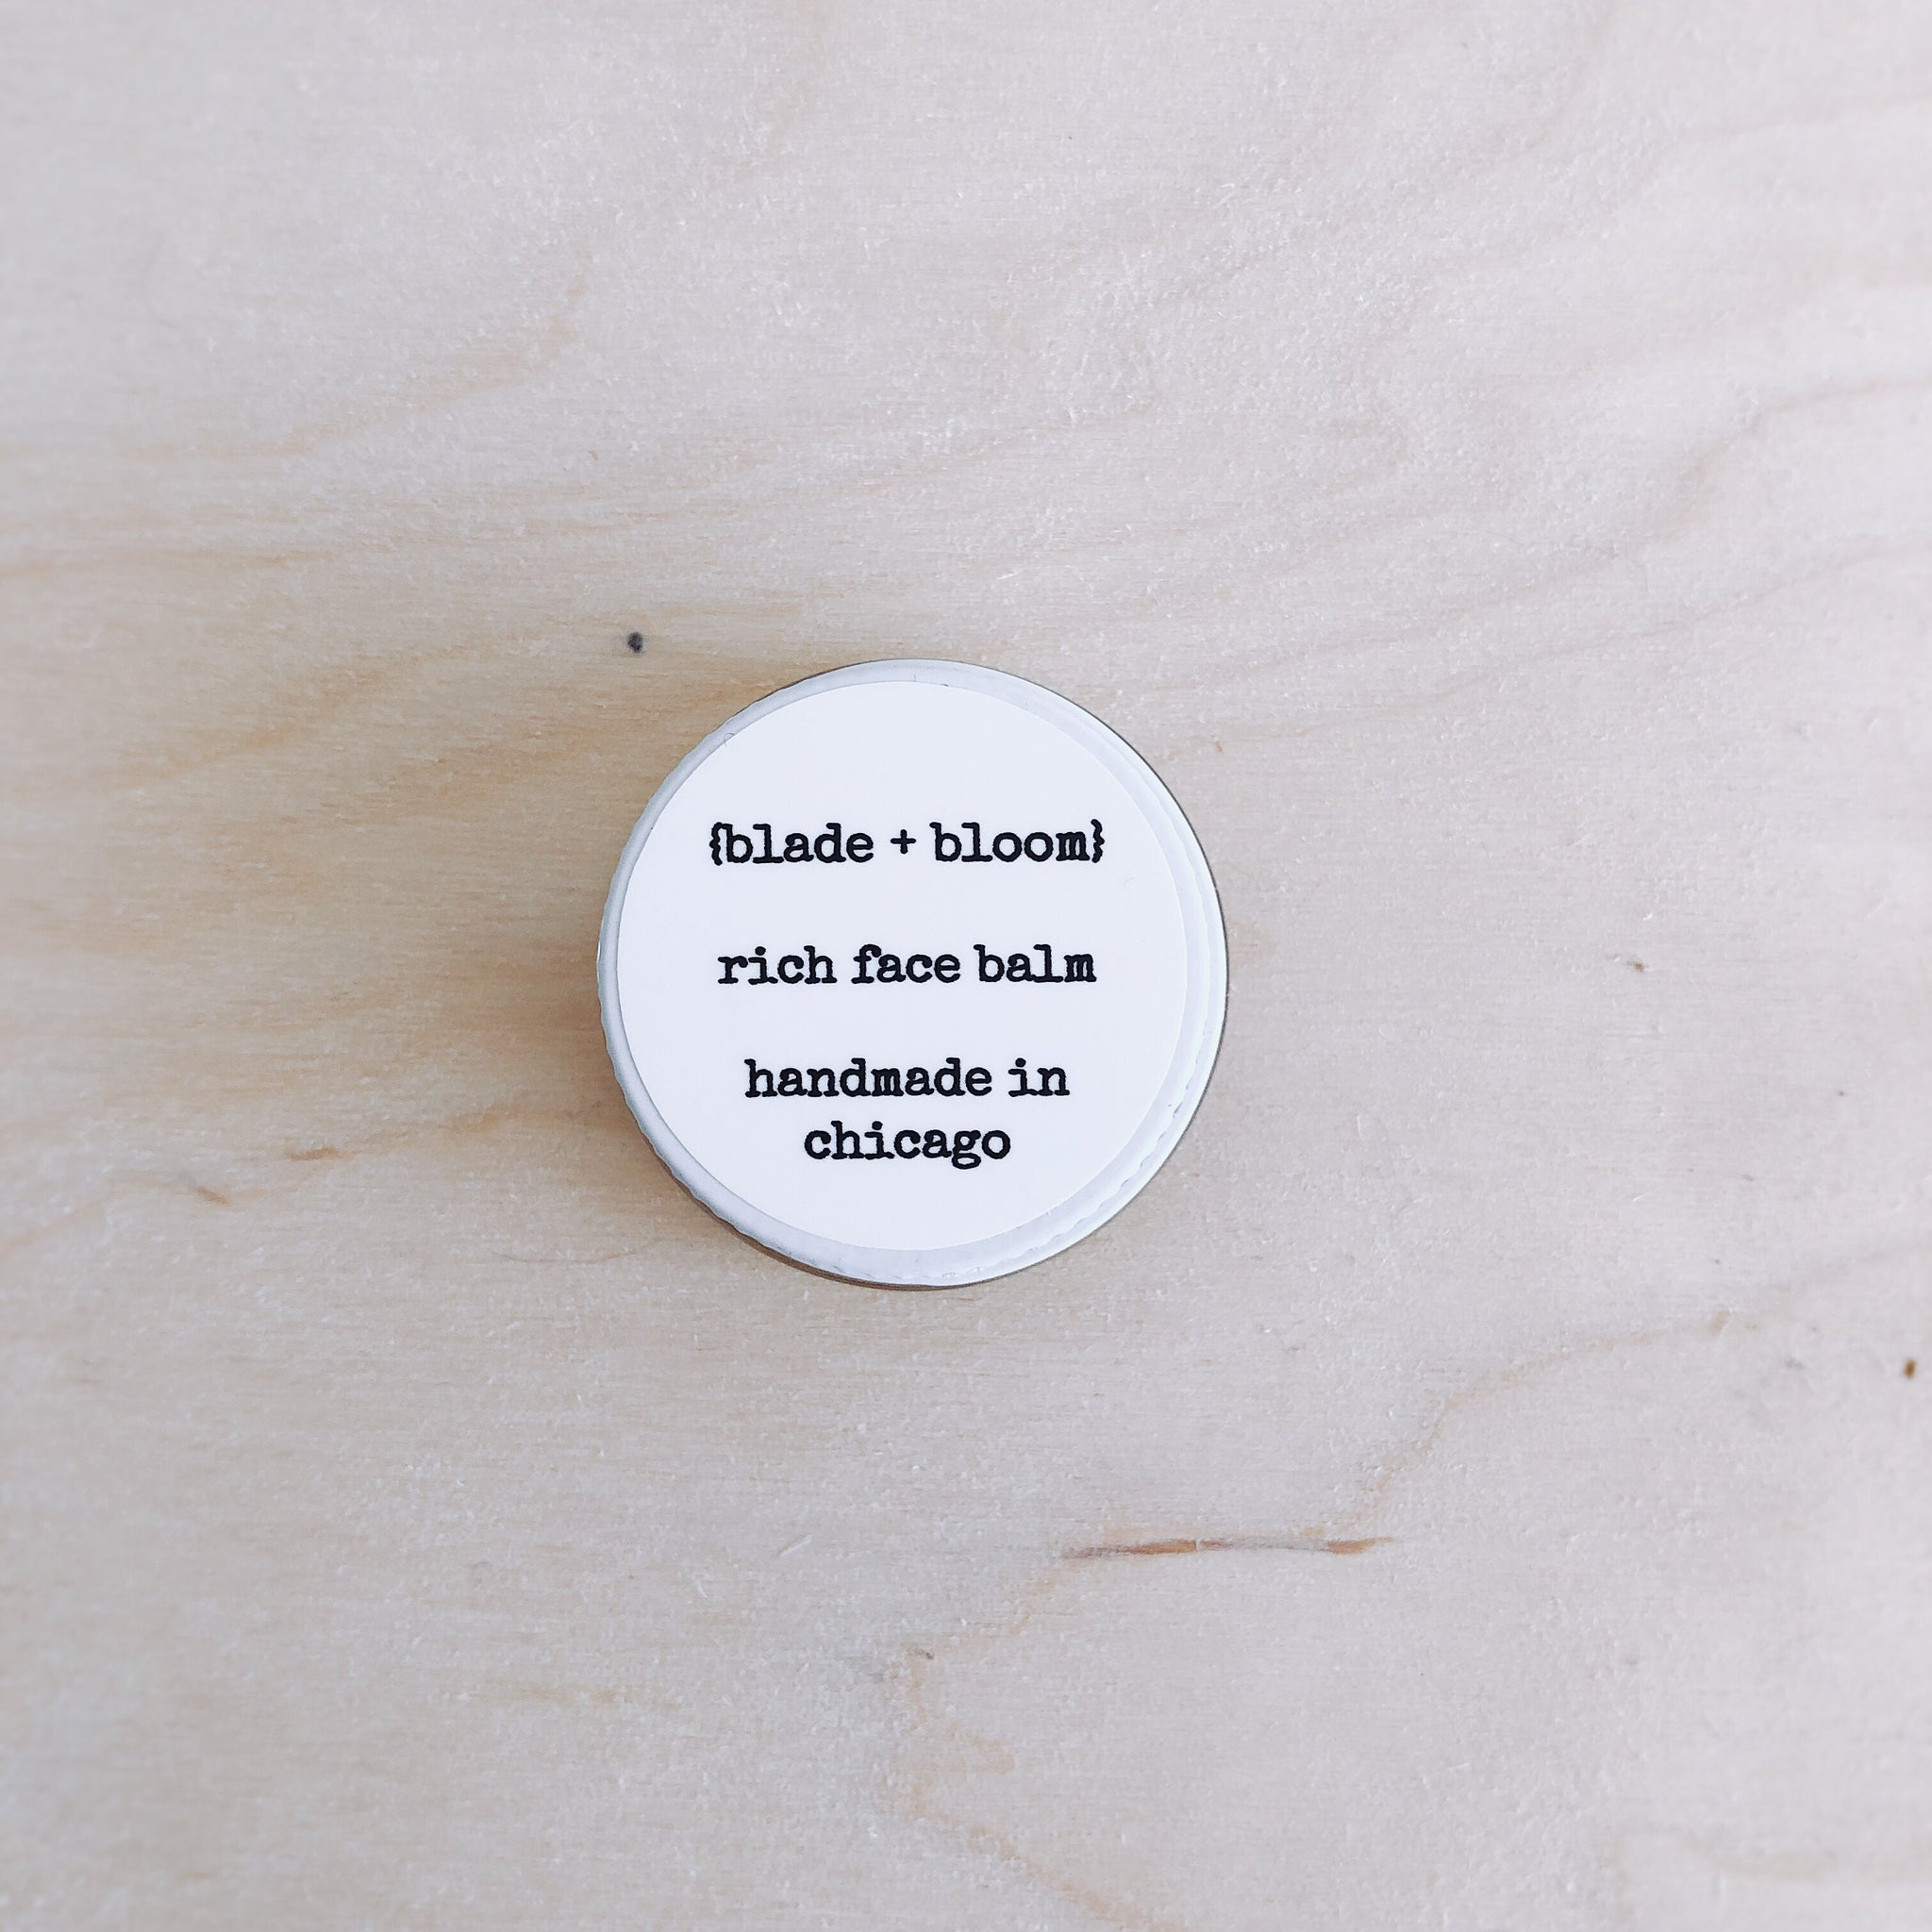 {blade + bloom}
rich face balm
handmade in
chicago